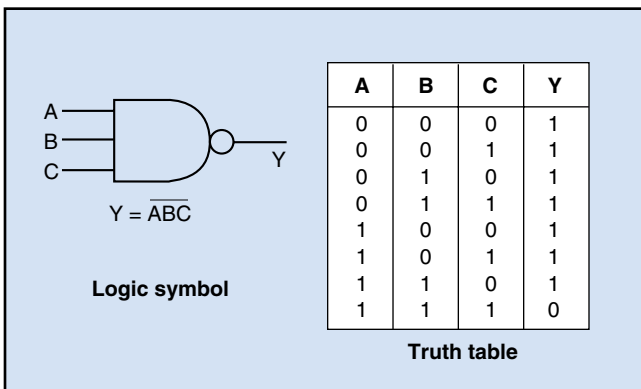 A
B
C
Y
Y = \overline{ABC}
Logic symbol
A B C Y
0 0 0 1
0 0 1 1
0 1 0 1
0 1 1 1
1 0 0 1
1 0 1 1
1 1 0 1
1 1 1 0
Truth table